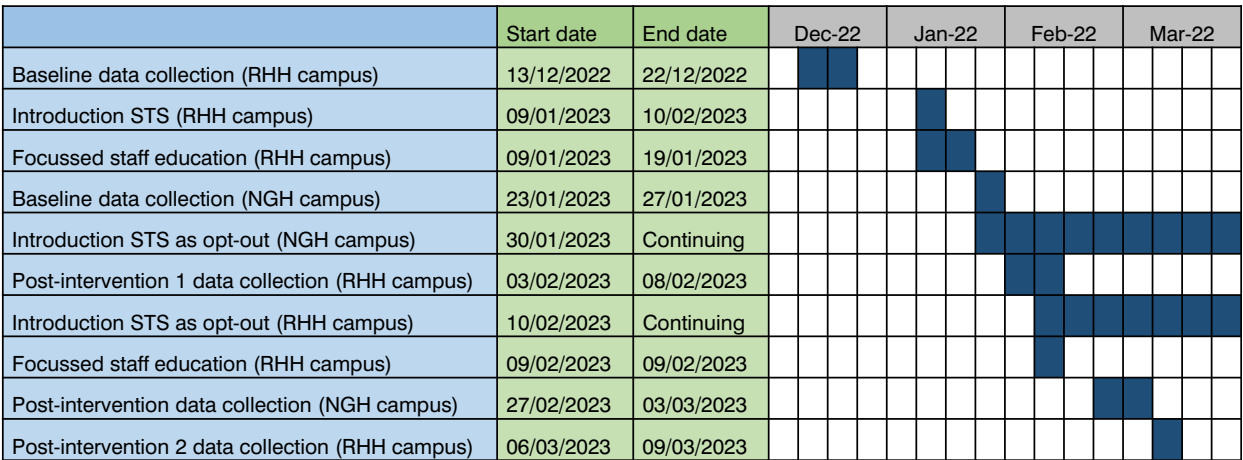 Start date End date Dec-22 Jan-22 Feb-22 Mar-22
Baseline data collection (RHH campus) 13/12/2022 22/12/2022
Introduction STS (RHH campus) 09/01/2023 10/02/2023
Focussed staff education (RHH campus) 09/01/2023 19/01/2023
Baseline data collection (NGH campus) 23/01/2023 27/01/2023
Introduction STS as opt-out (NGH campus) 30/01/2023 Continuing
Post-intervention 1 data collection (RHH campus) 03/02/2023 08/02/2023
Introduction STS as opt-out (RHH campus) 10/02/2023 Continuing
Focussed staff education (RHH campus) 09/02/2023 09/02/2023
Post-intervention data collection (NGH campus) 27/02/2023 03/03/2023
Post-intervention 2 data collection (RHH campus) 06/03/2023 09/03/2023